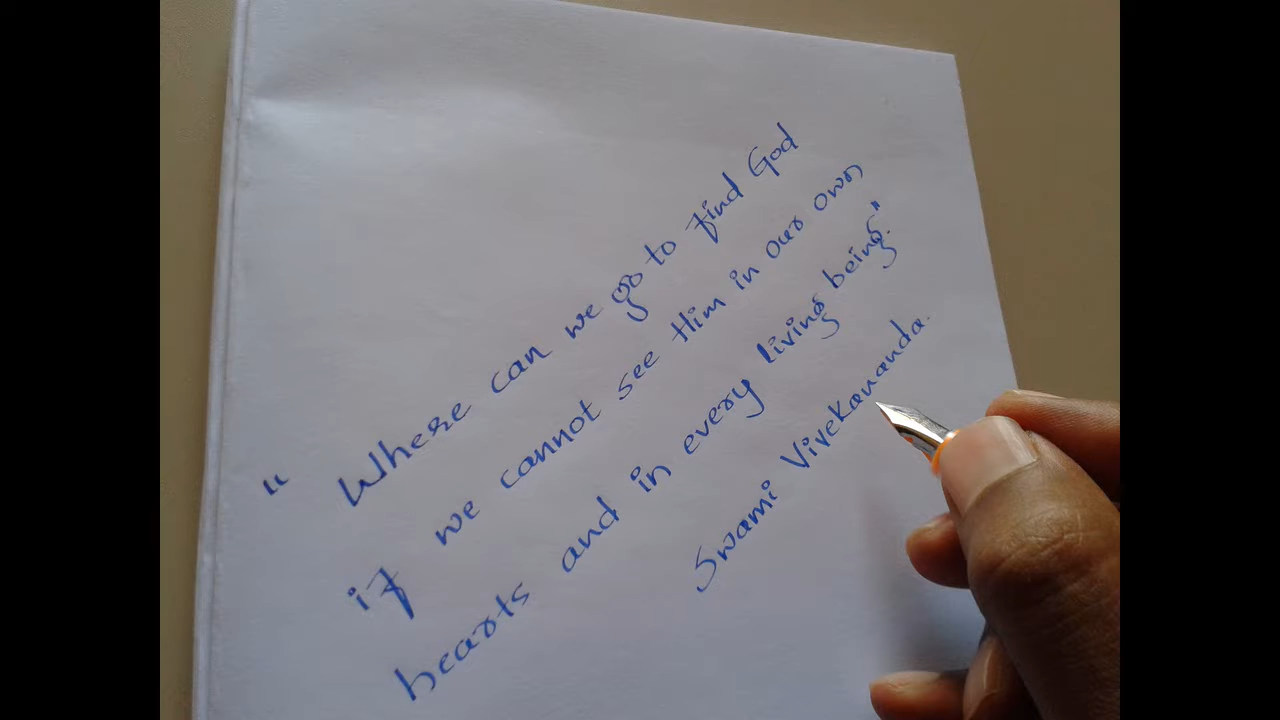 " Where can we go to find God
if we cannot see Him in our own
hearts and in every living being."
Swami Vivekananda.